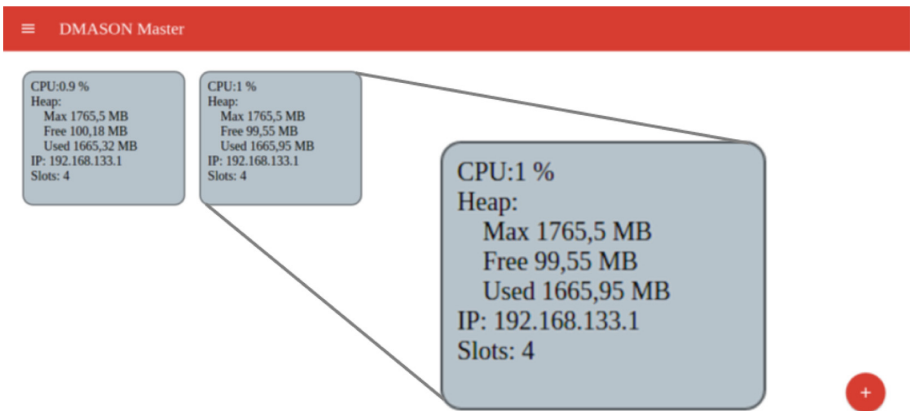 DMASON Master
CPU:0.9 %
Heap:
Max 1765,5 MB
Free 100,18 MB
Used 1665,32 MB
IP: 192.168.133.1
Slots: 4
CPU:1 %
Heap:
Max 1765,5 MB
Free 99,55 MB
Used 1665,95 MB
IP: 192.168.133.1
Slots: 4
CPU:1 %
Heap:
Max 1765,5 MB
Free 99,55 MB
Used 1665,95 MB
IP: 192.168.133.1
Slots: 4
+